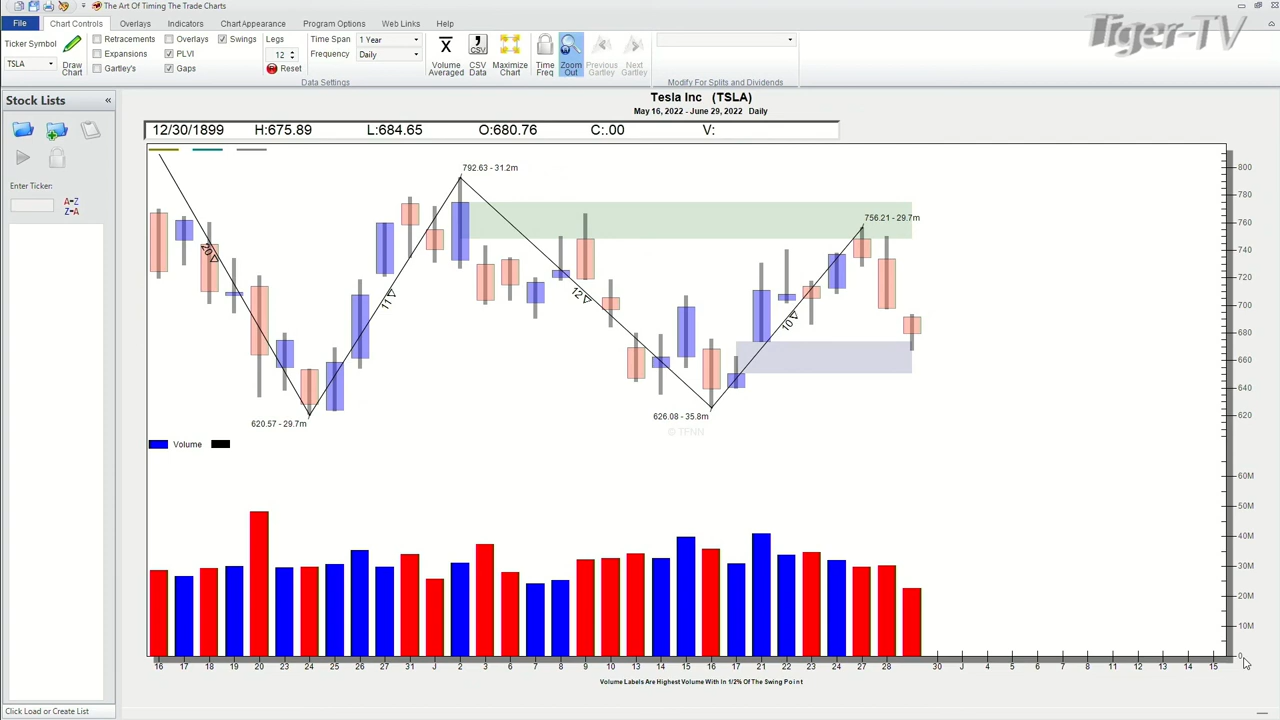 The Art Of Timing The Trade Charts
Tiger-TV
File Chart Controls Overlays Indicators Chart Appearance Program Options Web Links Help
Ticker Symbol
TSLA
Draw Chart
Retracements Overlays Swings
Expansions PLVI
Gartley's Gaps
Legs
12
Reset
Time Span 1 Year
Frequency Daily
Data Settings
Volume Averaged
CSV
CSV Data
Maximize Chart
Time Freq
Zoom Out
Previous Gartley
Next Gartley
Modify For Splits and Dividends
Stock Lists «
Enter Ticker:
A-Z
Z-A
Click Load or Create List
Tesla Inc (TSLA)
May 16, 2022 - June 29, 2022 Daily
12/30/1899 H:675.89 L:684.65 O:680.76 C:.00 V:
792.63 - 31.2m
756.21 - 29.7m
20
11
12
10
620.57 - 29.7m
626.08 - 35.8m
© TFNN
800
780
760
740
720
700
680
660
640
620
Volume
60M
50M
40M
30M
20M
10M
0
16 17 18 19 20 23 24 25 26 27 31 J 2 3 6 7 8 9 10 13 14 15 16 17 21 22 23 24 27 28 30 J 4 5 6 7 8 11 12 13 14 15
Volume Labels Are Highest Volume With In 1/2% Of The Swing Point